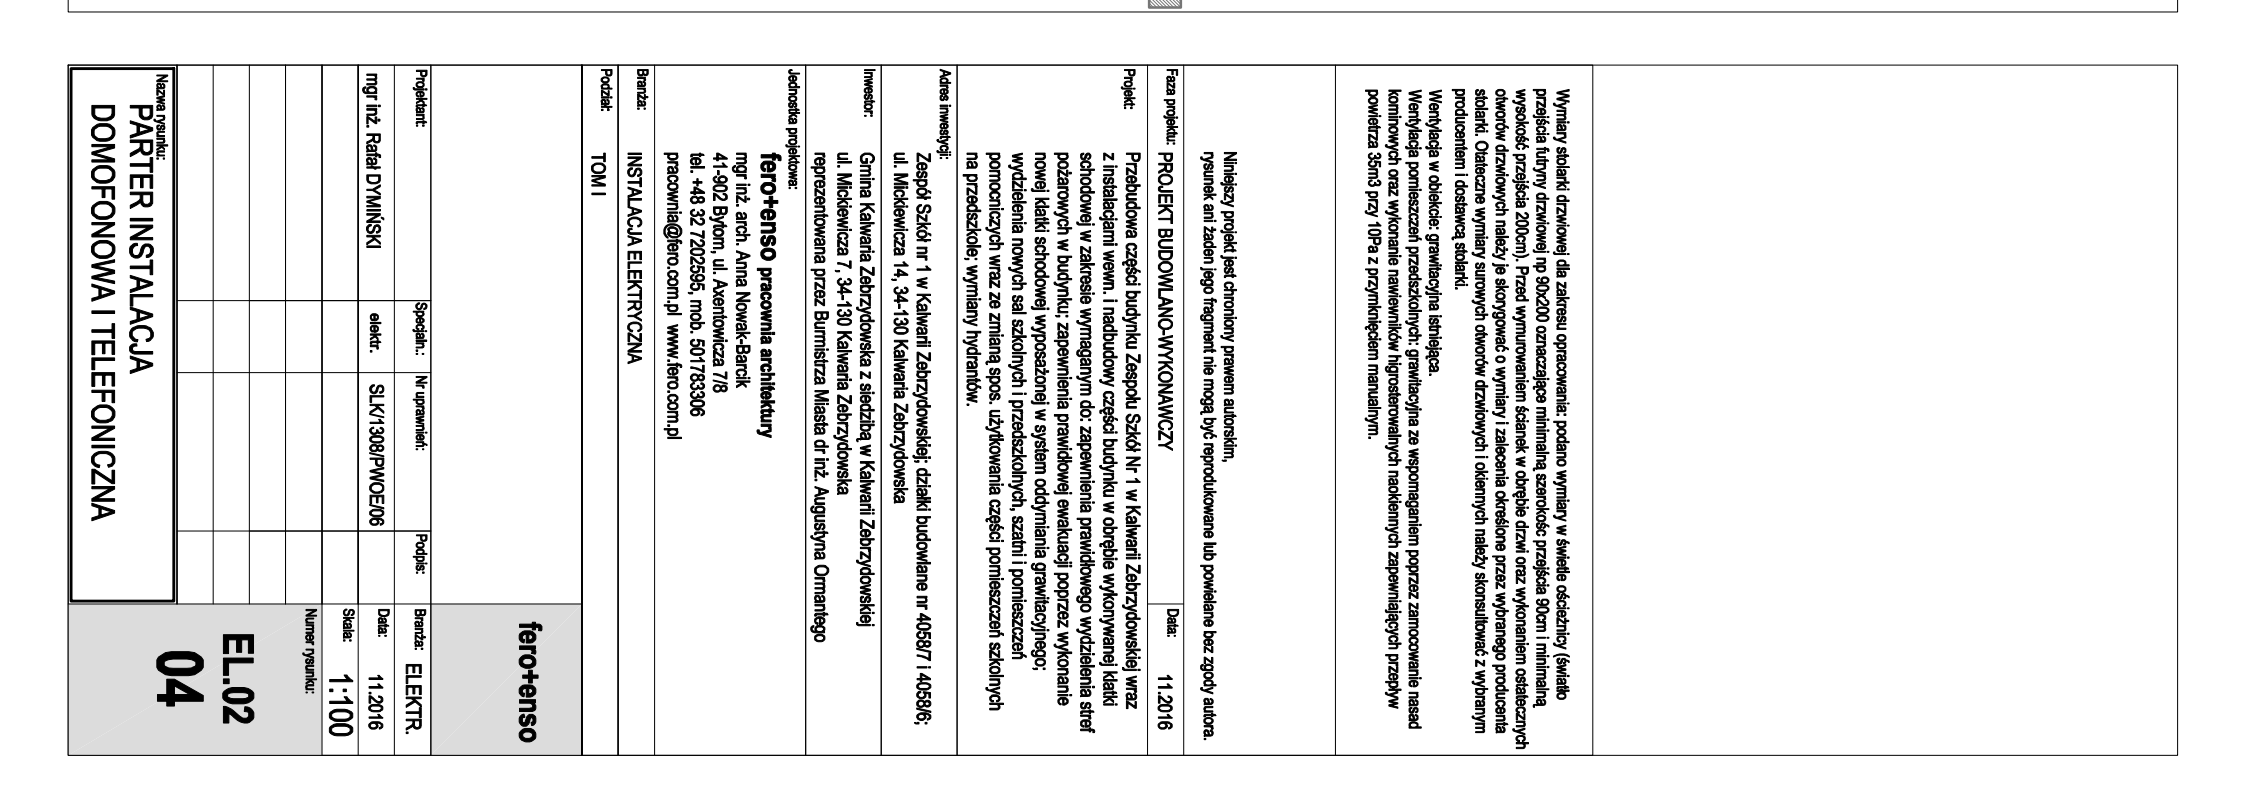 Wymiary stolarki drzwiowej dla zakresu opracowania: podano wymiary w świetle ościeżnicy (światło
przejścia futryny drzwiowej np 90x200 oznaczające minimalną szerokość przejścia 90cm i minimalną
wysokość przejścia 200cm). Przed wymurowaniem ścianek w obrębie drzwi oraz wykonaniem ostatecznych
otworów drzwiowych należy je skorygować o wymiary i zalecenia określone przez wybranego producenta
stolarki. Otateczne wymiary surowych otworów drzwiowych i okiennych należy skonsultować z wybranym
producentem i dostawcą stolarki.
Wentylacja w obiekcie: grawitacyjna istniejąca.
Wentylacja pomieszczeń przedszkolnych: grawitacyjna ze wspomaganiem poprzez zamocowanie nasad
kominowych oraz wykonanie nawiewników higrosterowalnych naokiennych zapewniających przepływ
powietrza 35m3 przy 10Pa z przymknięciem manualnym.
Niniejszy projekt jest chroniony prawem autorskim,
rysunek ani żaden jego fragment nie mogą być reprodukowane lub powielane bez zgody autora.
Faza projektu: PROJEKT BUDOWLANO-WYKONAWCZY
Data: 11.2016
Projekt:
Przebudowa części budynku Zespołu Szkół Nr 1 w Kalwarii Zebrzydowskiej wraz
z instalacjami wewn. i nadbudowy części budynku w obrębie wykonywanej klatki
schodowej w zakresie wymaganym do: zapewnienia prawidłowego wydzielenia stref
pożarowych w budynku; zapewnienia prawidłowej ewakuacji poprzez wykonanie
nowej klatki schodowej wyposażonej w system oddymiania grawitacyjnego;
wydzielenia nowych sal szkolnych i przedszkolnych, szatni i pomieszczeń
pomocniczych wraz ze zmianą spos. użytkowania części pomieszczeń szkolnych
na przedszkole; wymiany hydrantów.
Adres inwestycji:
Zespół Szkół nr 1 w Kalwarii Zebrzydowskiej; działki budowlane nr 4058/7 i 4058/6;
ul. Mickiewicza 14, 34-130 Kalwaria Zebrzydowska
Inwestor:
Gmina Kalwaria Zebrzydowska z siedzibą w Kalwarii Zebrzydowskiej
ul. Mickiewicza 7, 34-130 Kalwaria Zebrzydowska
reprezentowana przez Burmistrza Miasta dr inż. Augustyna Ormantego
Jednostka projektowa:
fero+enso pracownia architektury
mgr inż. arch. Anna Nowak-Barcik
41-902 Bytom, ul. Axentowicza 7/8
tel. +48 32 7202595, mob. 501783306
pracownia@fero.com.pl www.fero.com.pl
Branża: INSTALACJA ELEKTRYCZNA
Podział: TOM I
fero+enso
Projektant: Specjaln.: Nr uprawnień: Podpis:
Branża: ELEKTR.
mgr inż. Rafał DYMIŃSKI elektr. SLK/1308/PWOE/06
Data: 11.2016
Skala: 1:100
Numer rysunku:
EL.02
04
Nazwa rysunku:
PARTER INSTALACJA
DOMOFONOWA I TELEFONICZNA